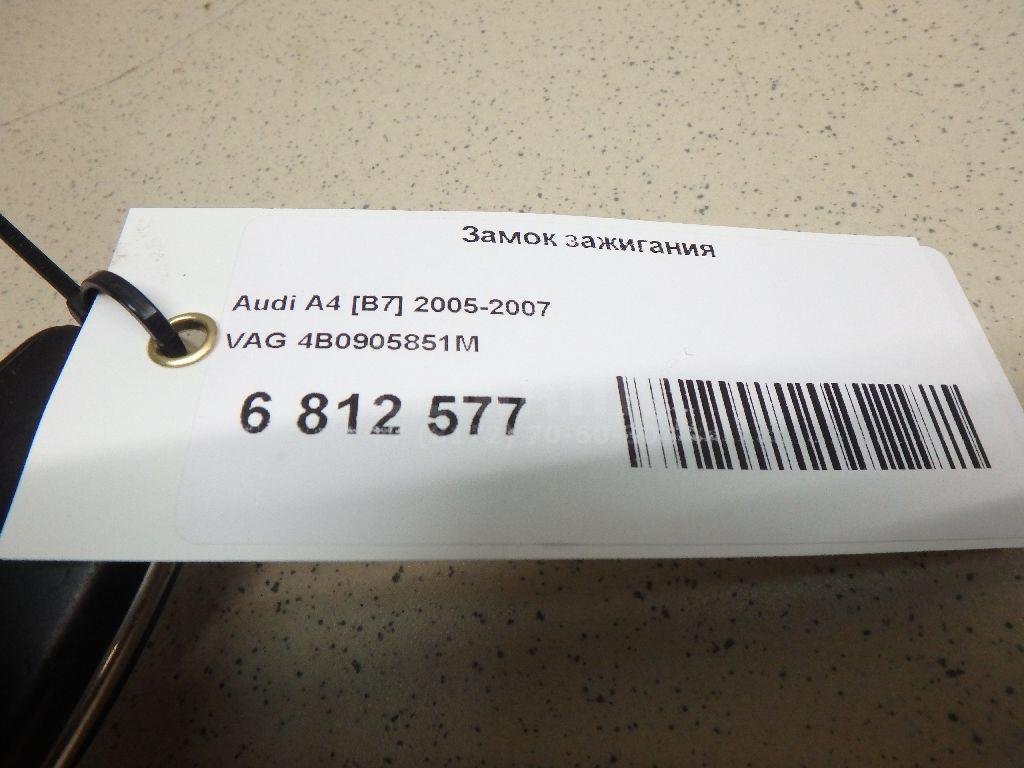 Замок зажигания
Audi A4 [B7] 2005-2007
VAG 4B0905851M
6 812 577